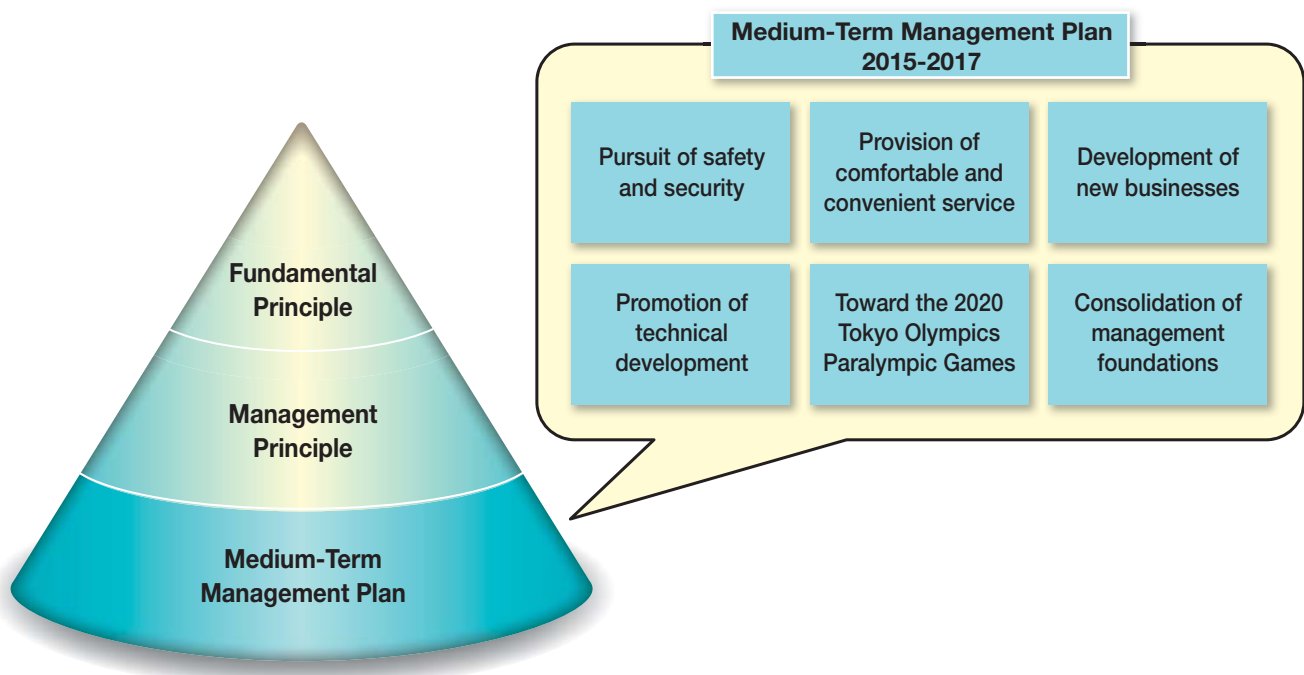 Medium-Term Management Plan
2015-2017
Pursuit of safety
and security
Provision of
comfortable and
convenient service
Development of
new businesses
Promotion of
technical
development
Toward the 2020
Tokyo Olympics
Paralympic Games
Consolidation of
management
foundations
Fundamental
Principle
Management
Principle
Medium-Term
Management Plan